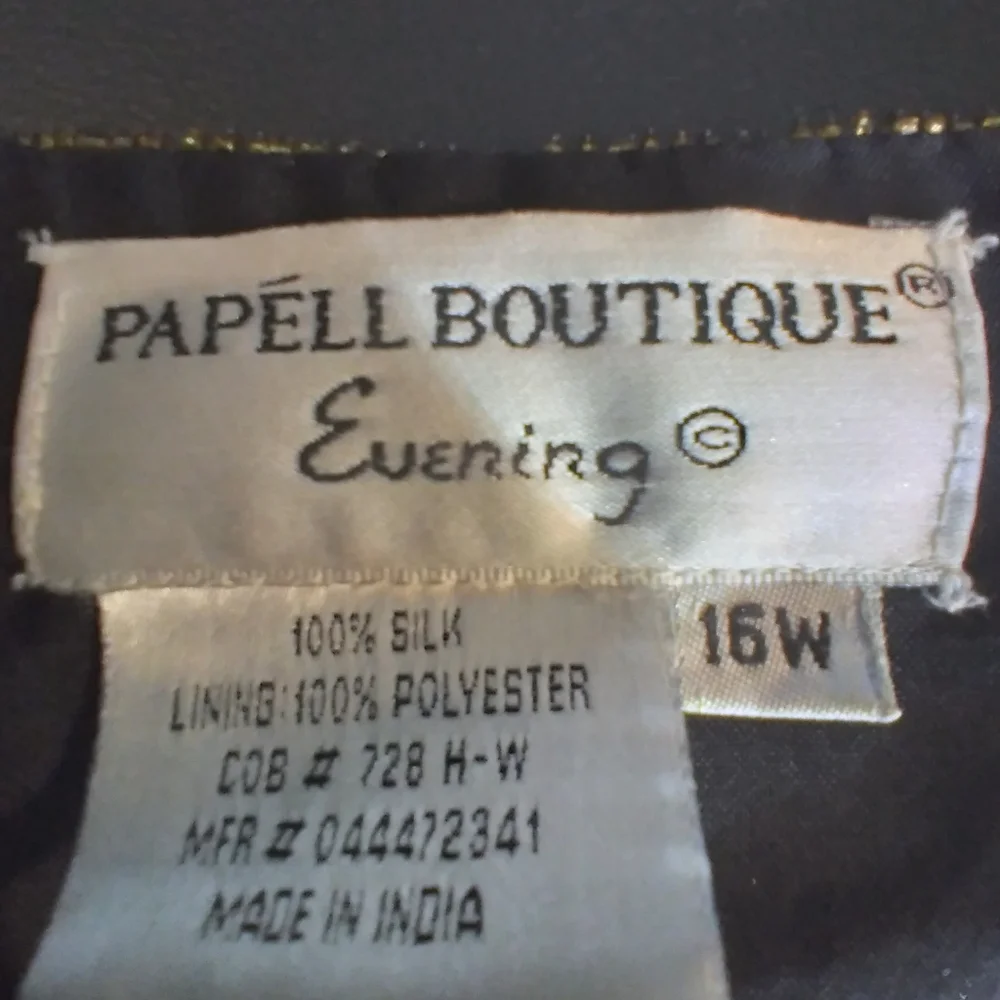 PAPÉLL BOUTIQUE®
Evening ©
16W
100% SILK
LINING:100% POLYESTER
COB # 728 H-W
MFR # 044472341
MADE IN INDIA